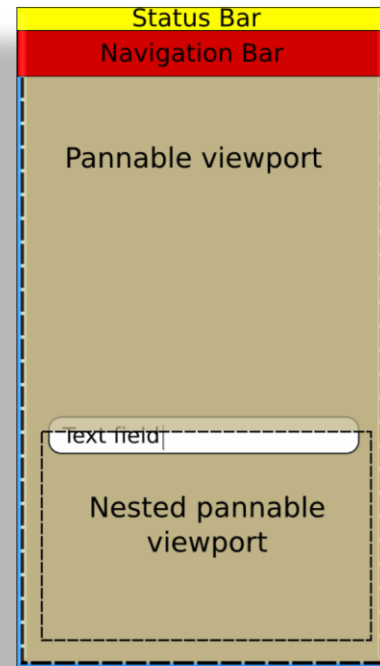 Status Bar
Navigation Bar
Pannable viewport
Text field
Nested pannable
viewport